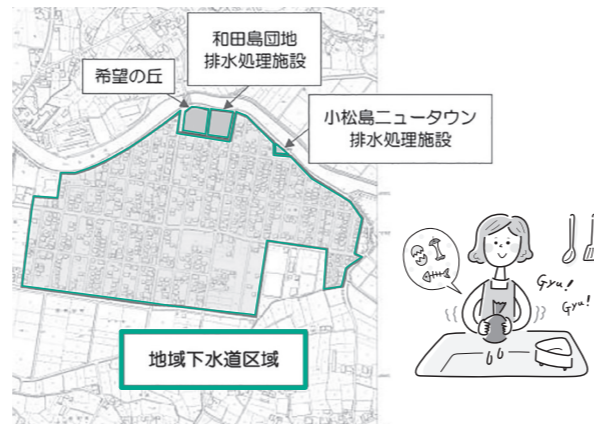 和田島団地
排水処理施設
希望の丘
小松島ニュータウン
排水処理施設
地域下水道区域
Gyu!
Gyu!